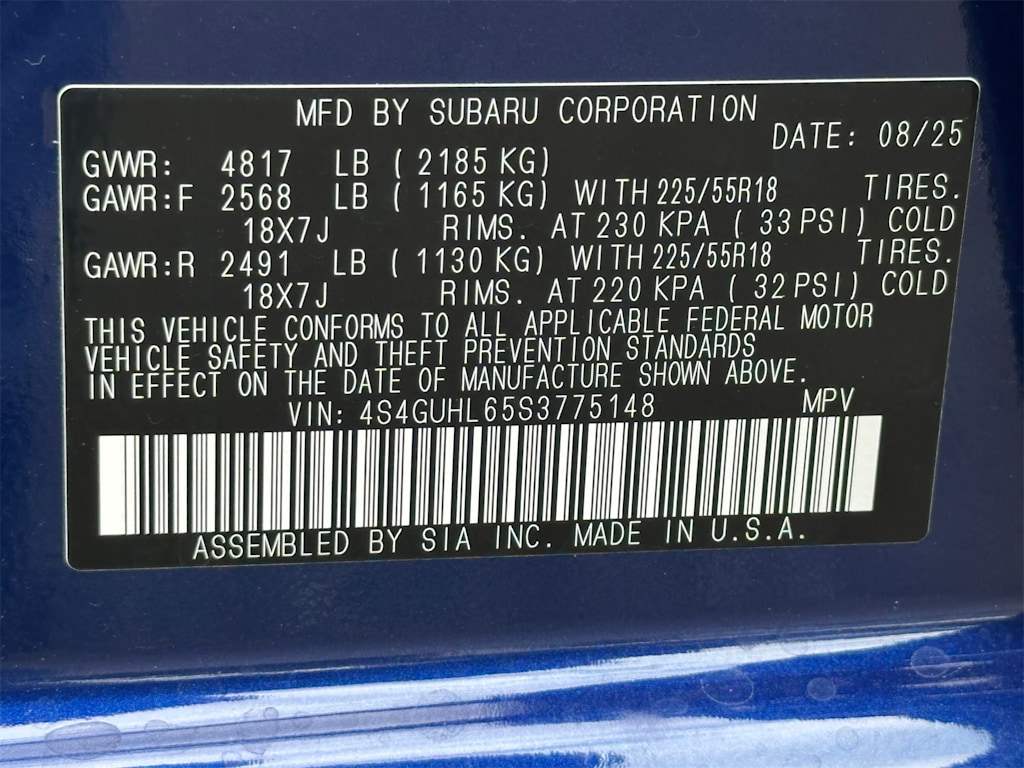 MFD BY SUBARU CORPORATION
DATE: 08/25
GVWR: 4817 LB ( 2185 KG)
GAWR:F 2568 LB ( 1165 KG) WITH 225/55R18 TIRES.
18X7J RIMS. AT 230 KPA ( 33 PSI) COLD
GAWR:R 2491 LB ( 1130 KG) WITH 225/55R18 TIRES.
18X7J RIMS. AT 220 KPA ( 32 PSI) COLD
THIS VEHICLE CONFORMS TO ALL APPLICABLE FEDERAL MOTOR
VEHICLE SAFETY AND THEFT PREVENTION STANDARDS
IN EFFECT ON THE DATE OF MANUFACTURE SHOWN ABOVE.
VIN: 4S4GUHL65S3775148 MPV
ASSEMBLED BY SIA INC. MADE IN U.S.A.